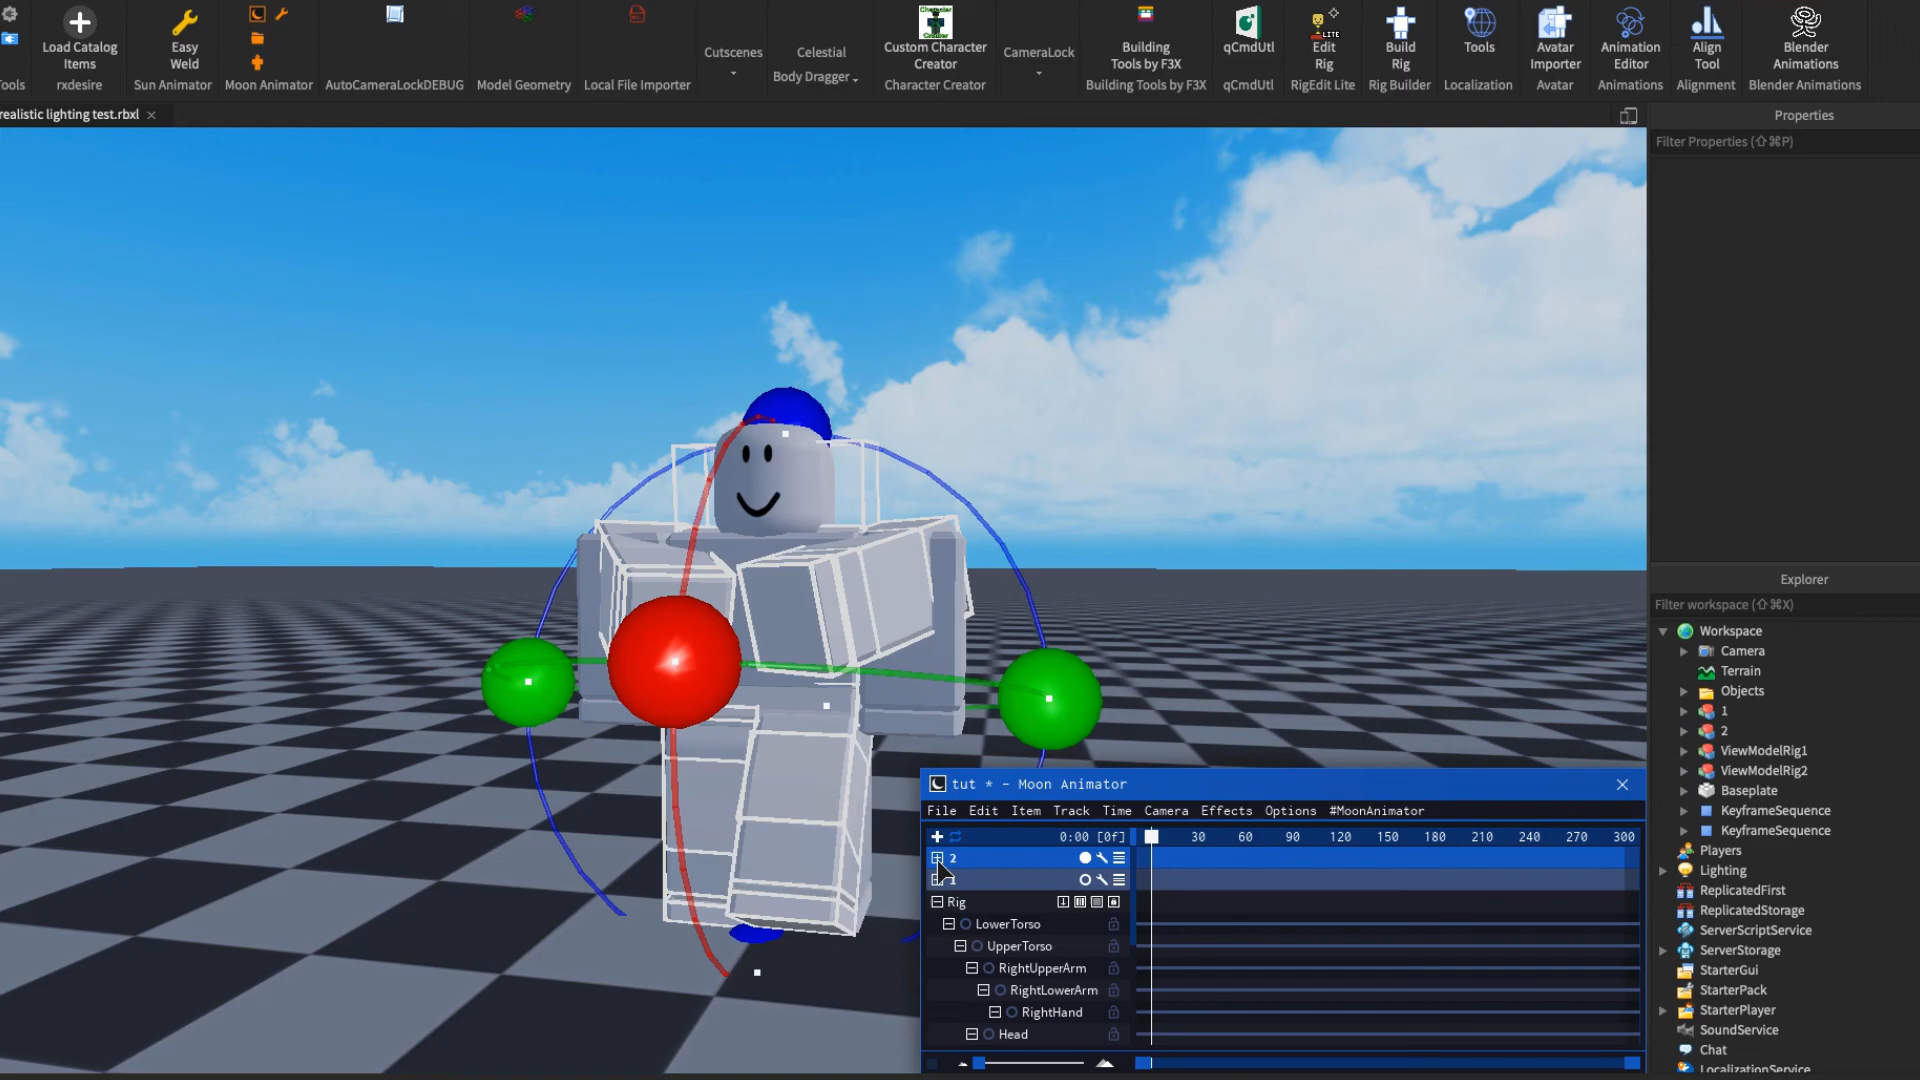 Load Catalog Items
Easy Weld
Cutscenes
Celestial
Custom Character Creator
CameraLock
Building Tools by F3X
qCmdUtl
LITE
Edit Rig
Build Rig
Tools
Avatar Importer
Animation Editor
Align Tool
Blender Animations
Tools
rxdesire
Sun Animator
Moon Animator
AutoCameraLockDEBUG
Model Geometry
Local File Importer
Body Dragger
Character Creator
Building Tools by F3X
qCmdUtl
RigEdit Lite
Rig Builder
Localization
Avatar
Animations
Alignment
Blender Animations
realistic lighting test.rbxl
Properties
Filter Properties (⇧⌘P)
Explorer
Filter workspace (⇧⌘X)
Workspace
Camera
Terrain
Objects
1
2
ViewModelRig1
ViewModelRig2
Baseplate
KeyframeSequence
KeyframeSequence
Players
Lighting
ReplicatedFirst
ReplicatedStorage
ServerScriptService
ServerStorage
StarterGui
StarterPack
StarterPlayer
SoundService
Chat
LocalizationService
tut * - Moon Animator
File Edit Item Track Time Camera Effects Options #MoonAnimator
0:00 [0f] 30 60 90 120 150 180 210 240 270 300
2
1
Rig
LowerTorso
UpperTorso
RightUpperArm
RightLowerArm
RightHand
Head